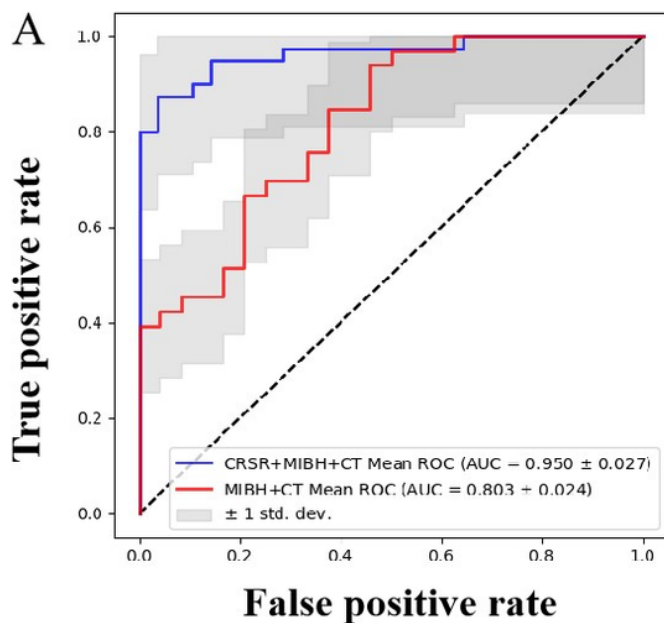 A
1.0
0.8
0.6
0.4
0.2
0.0
True positive rate
CRSR+MIBH+CT Mean ROC (AUC − 0.950 ± 0.027)
MIBH+CT Mean ROC (AUC = 0.803 ± 0.024)
± 1 std. dev.
0.0 0.2 0.4 0.6 0.8 1.0
False positive rate